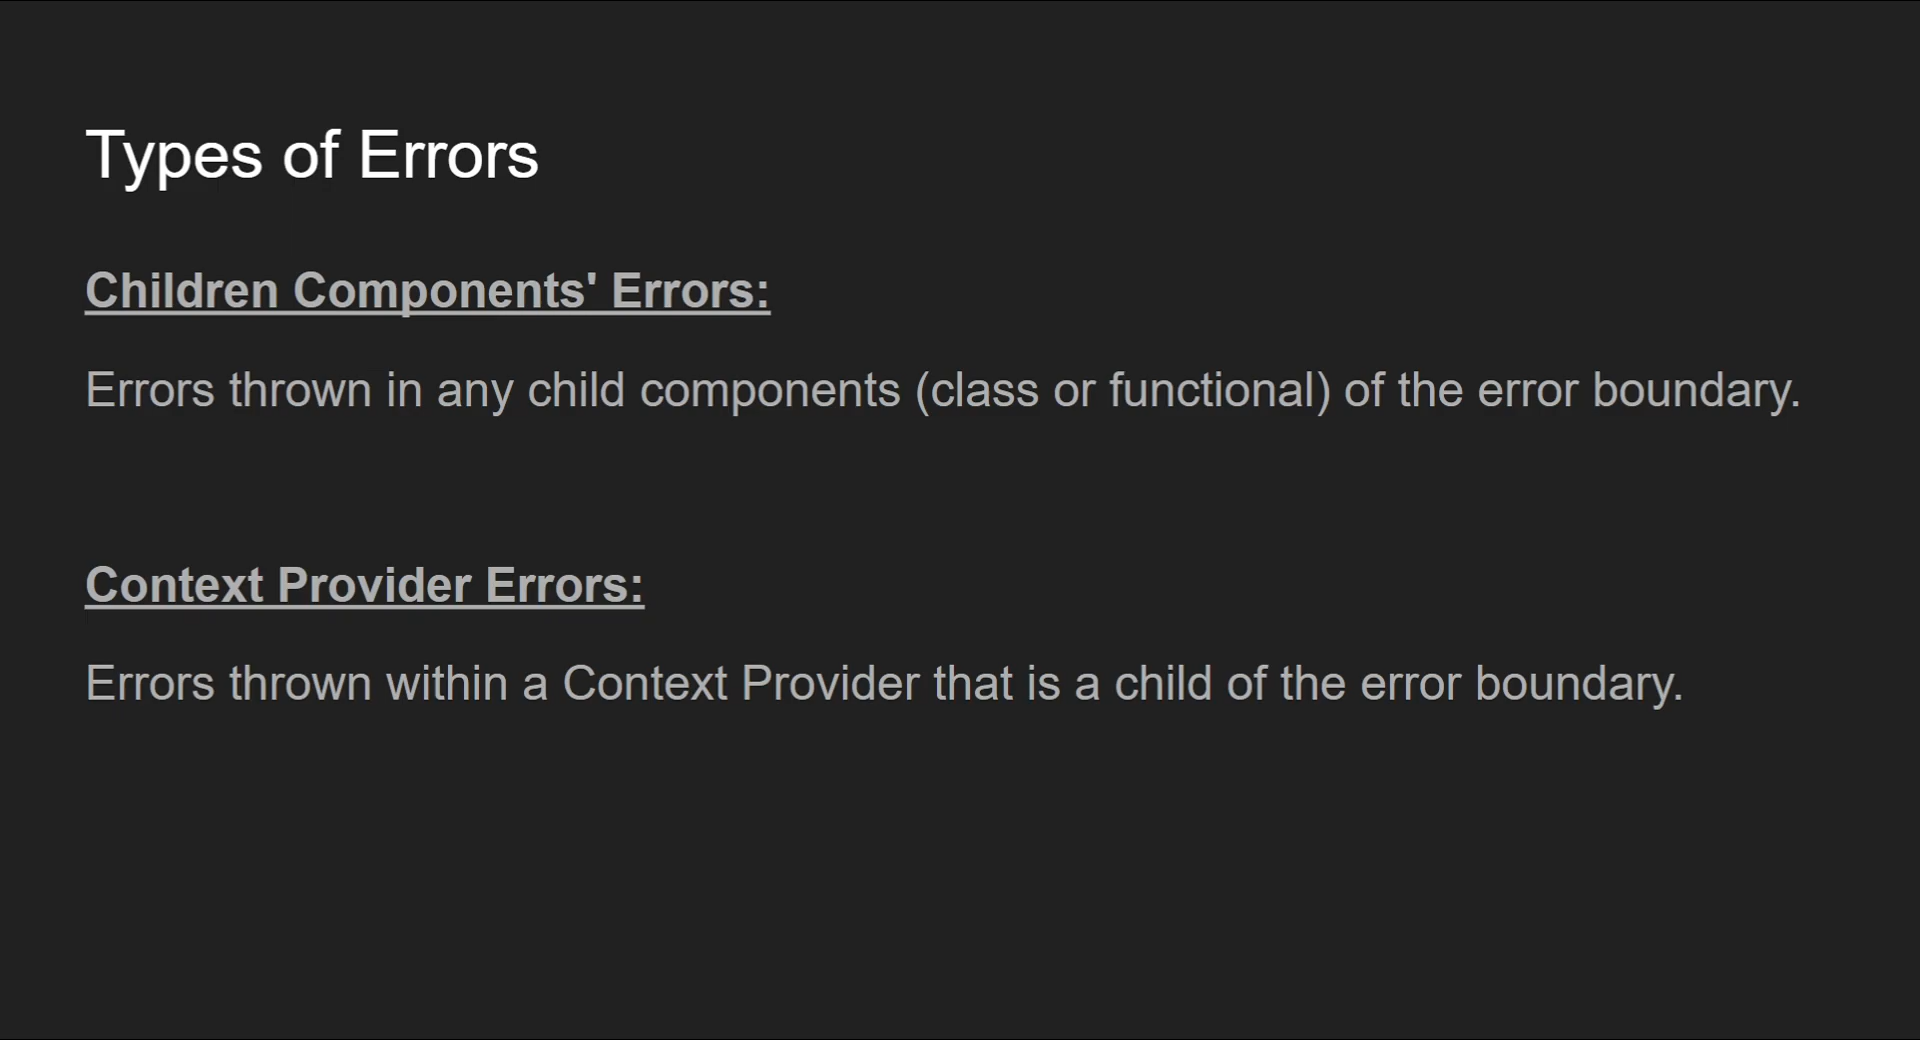 Types of Errors
Children Components' Errors:
Errors thrown in any child components (class or functional) of the error boundary.
Context Provider Errors:
Errors thrown within a Context Provider that is a child of the error boundary.